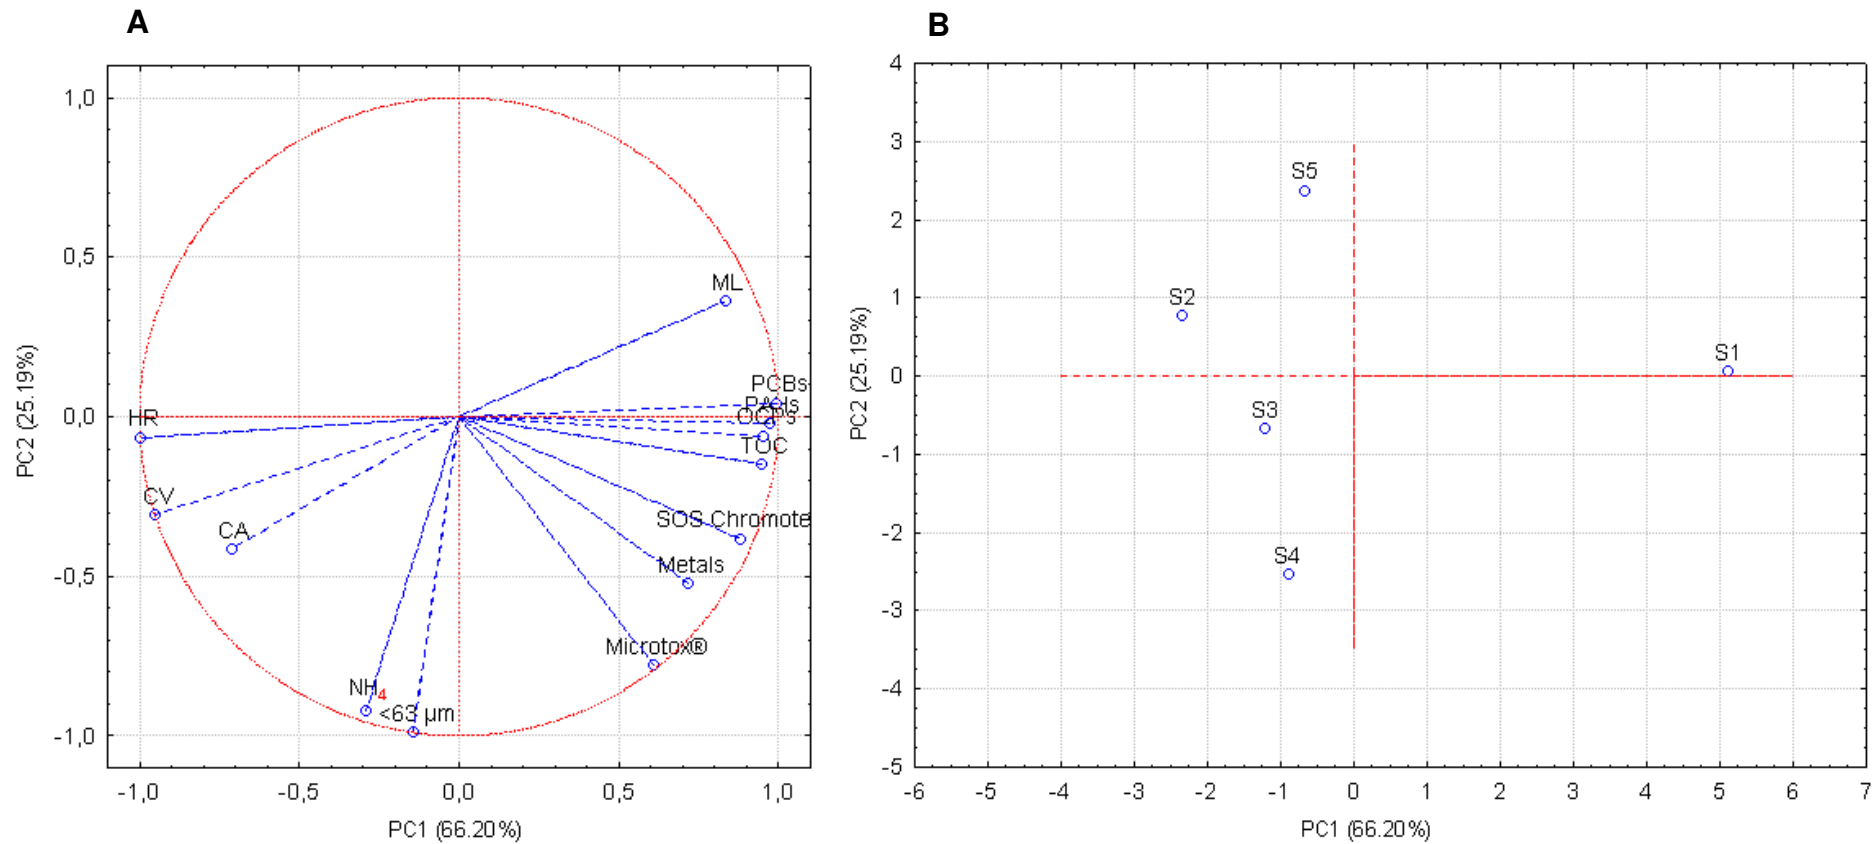 A
1,0
0,5
0,0
-0,5
-1,0
PC2 (25.19%)
ML
PCBs
PAHs
OCPs
TOC
HR
CV
CA
SOS Chromote
Metals
Microtox®
NH4
<63 µm
-1,0 -0,5 0,0 0,5 1,0
PC1 (66.20%)
B
4
3
2
1
0
-1
-2
-3
-4
-5
PC2 (25.19%)
S5
S2
S1
S3
S4
-6 -5 -4 -3 -2 -1 0 1 2 3 4 5 6 7
PC1 (66.20%)